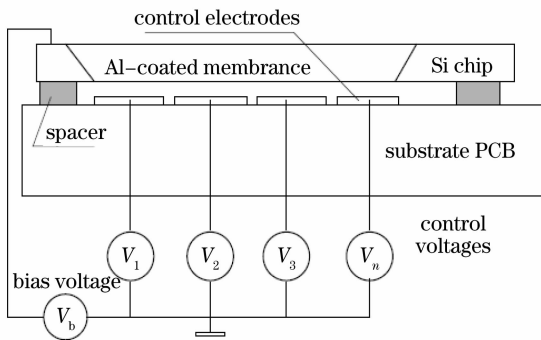 control electrodes
Al-coated membrance
Si chip
spacer
substrate PCB
control
voltages
V1
V2
V3
Vn
bias voltage
Vb